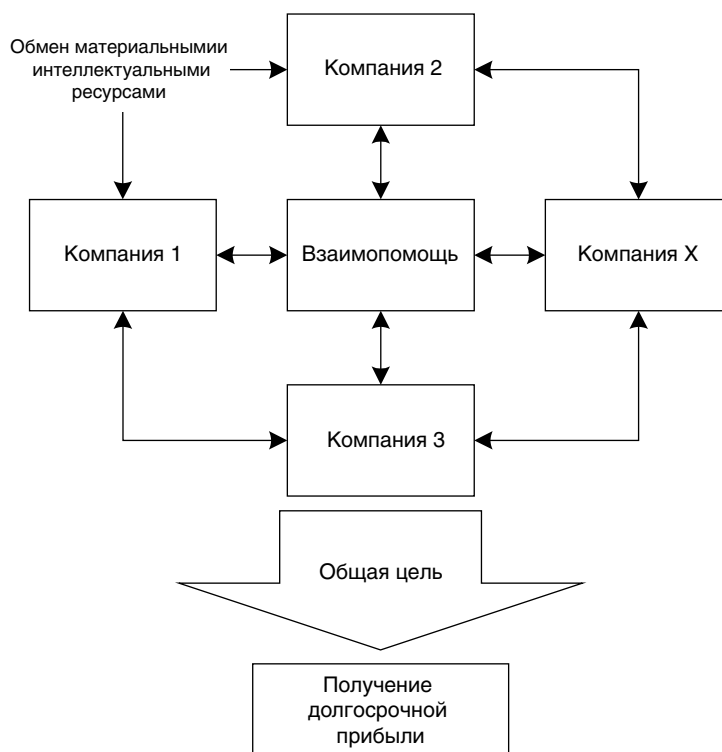 Обмен материальнымии
интеллектуальными
ресурсами
Компания 2
Компания 1
Взаимопомощь
Компания X
Компания 3
Общая цель
Получение
долгосрочной
прибыли